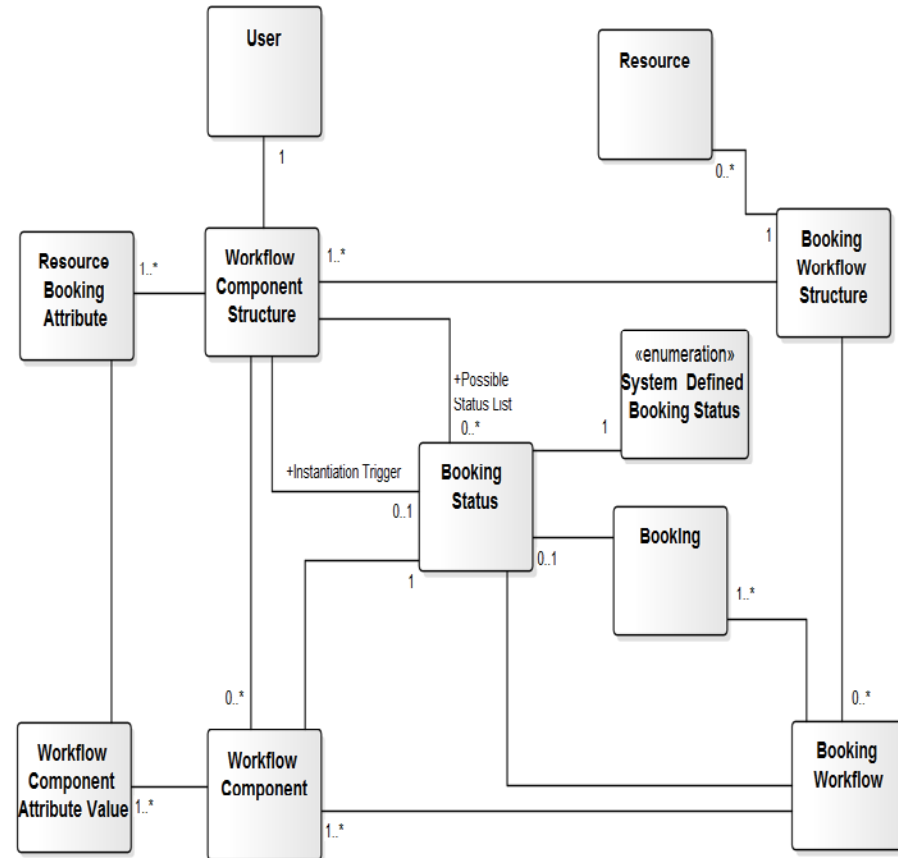 User
Resource
1
0..*
Resource
Booking
Attribute
1..*
Workflow
Component
Structure
1..*
1
Booking
Workflow
Structure
«enumeration»
System Defined
Booking Status
+Possible
Status List
0..*
1
+Instantiation Trigger
0..1
Booking
Status
1
0..1
Booking
1..*
0..*
0..*
Workflow
Component
Attribute Value
1..*
Workflow
Component
1..*
Booking
Workflow